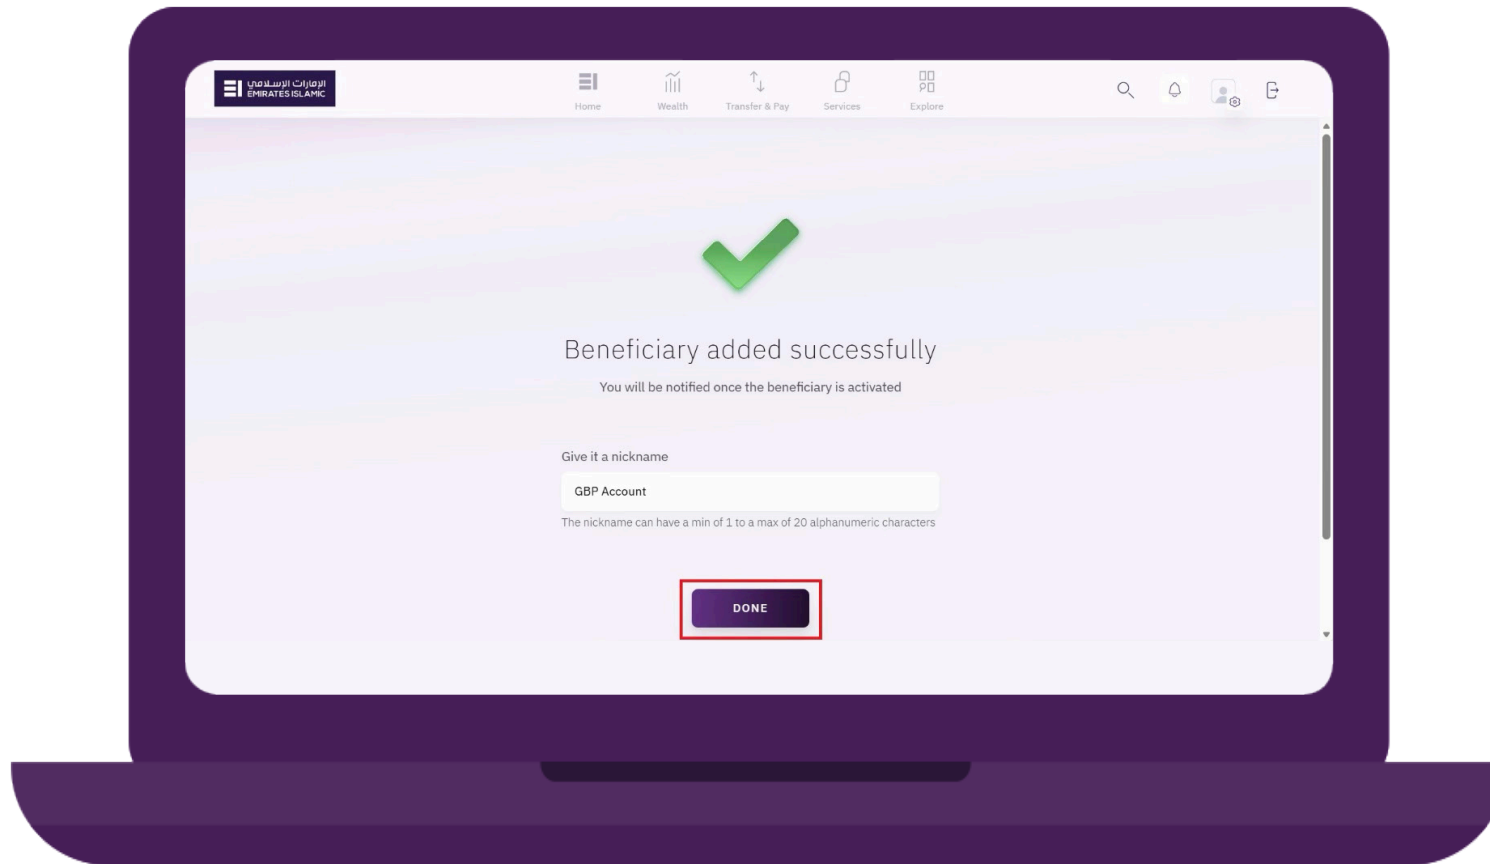 الإمارات الإسلامي
EMIRATES ISLAMIC
Home
Wealth
Transfer & Pay
Services
Explore
Beneficiary added successfully
You will be notified once the beneficiary is activated
Give it a nickname
GBP Account
The nickname can have a min of 1 to a max of 20 alphanumeric characters
DONE